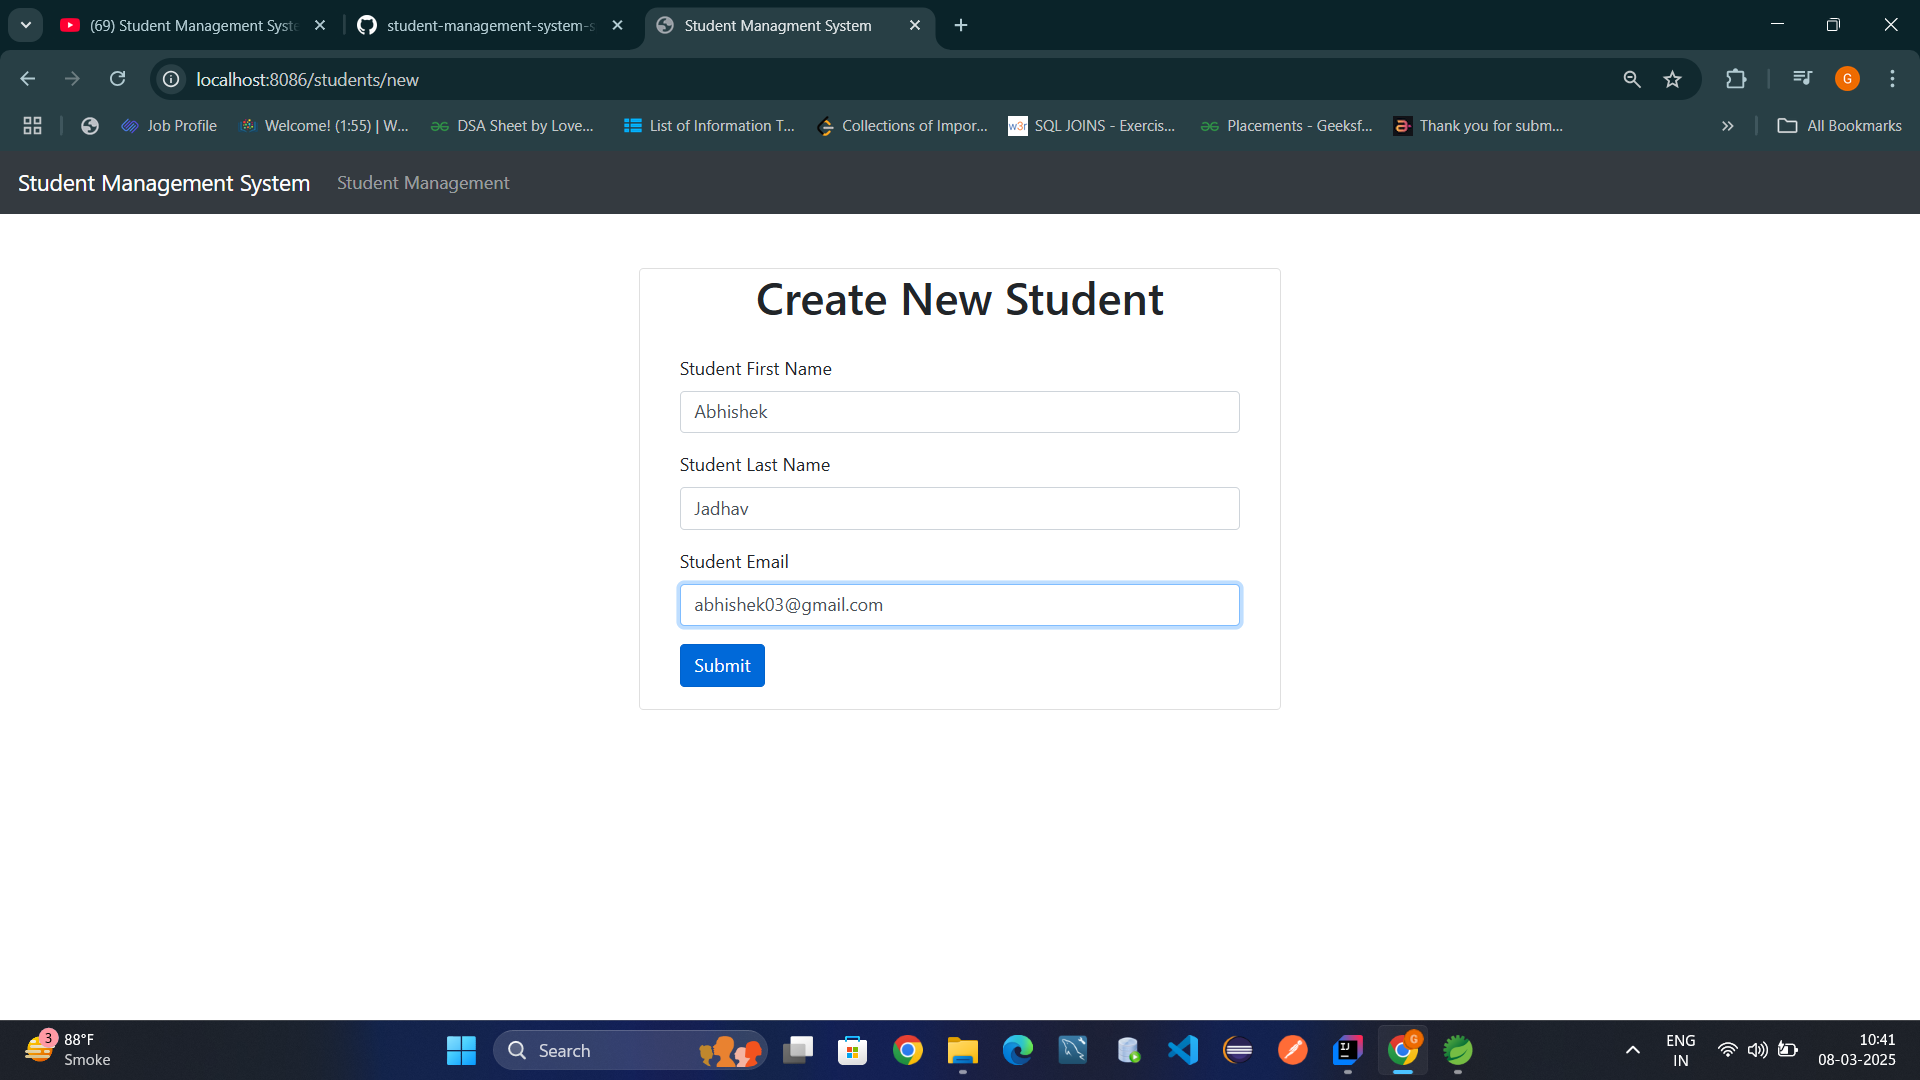 (69) Student Management Syste
student-management-system-s
Student Managment System
localhost:8086/students/new
G
Job Profile
Welcome! (1:55) | W...
DSA Sheet by Love...
List of Information T...
Collections of Impor...
w3r
SQL JOINS - Exercis...
Placements - Geeksf...
Thank you for subm...
All Bookmarks
Student Management System
Student Management
Create New Student
Student First Name
Abhishek
Student Last Name
Jadhav
Student Email
abhishek03@gmail.com
Submit
3
88°F
Smoke
Search
IJ
G
ENG
IN
10:41
08-03-2025